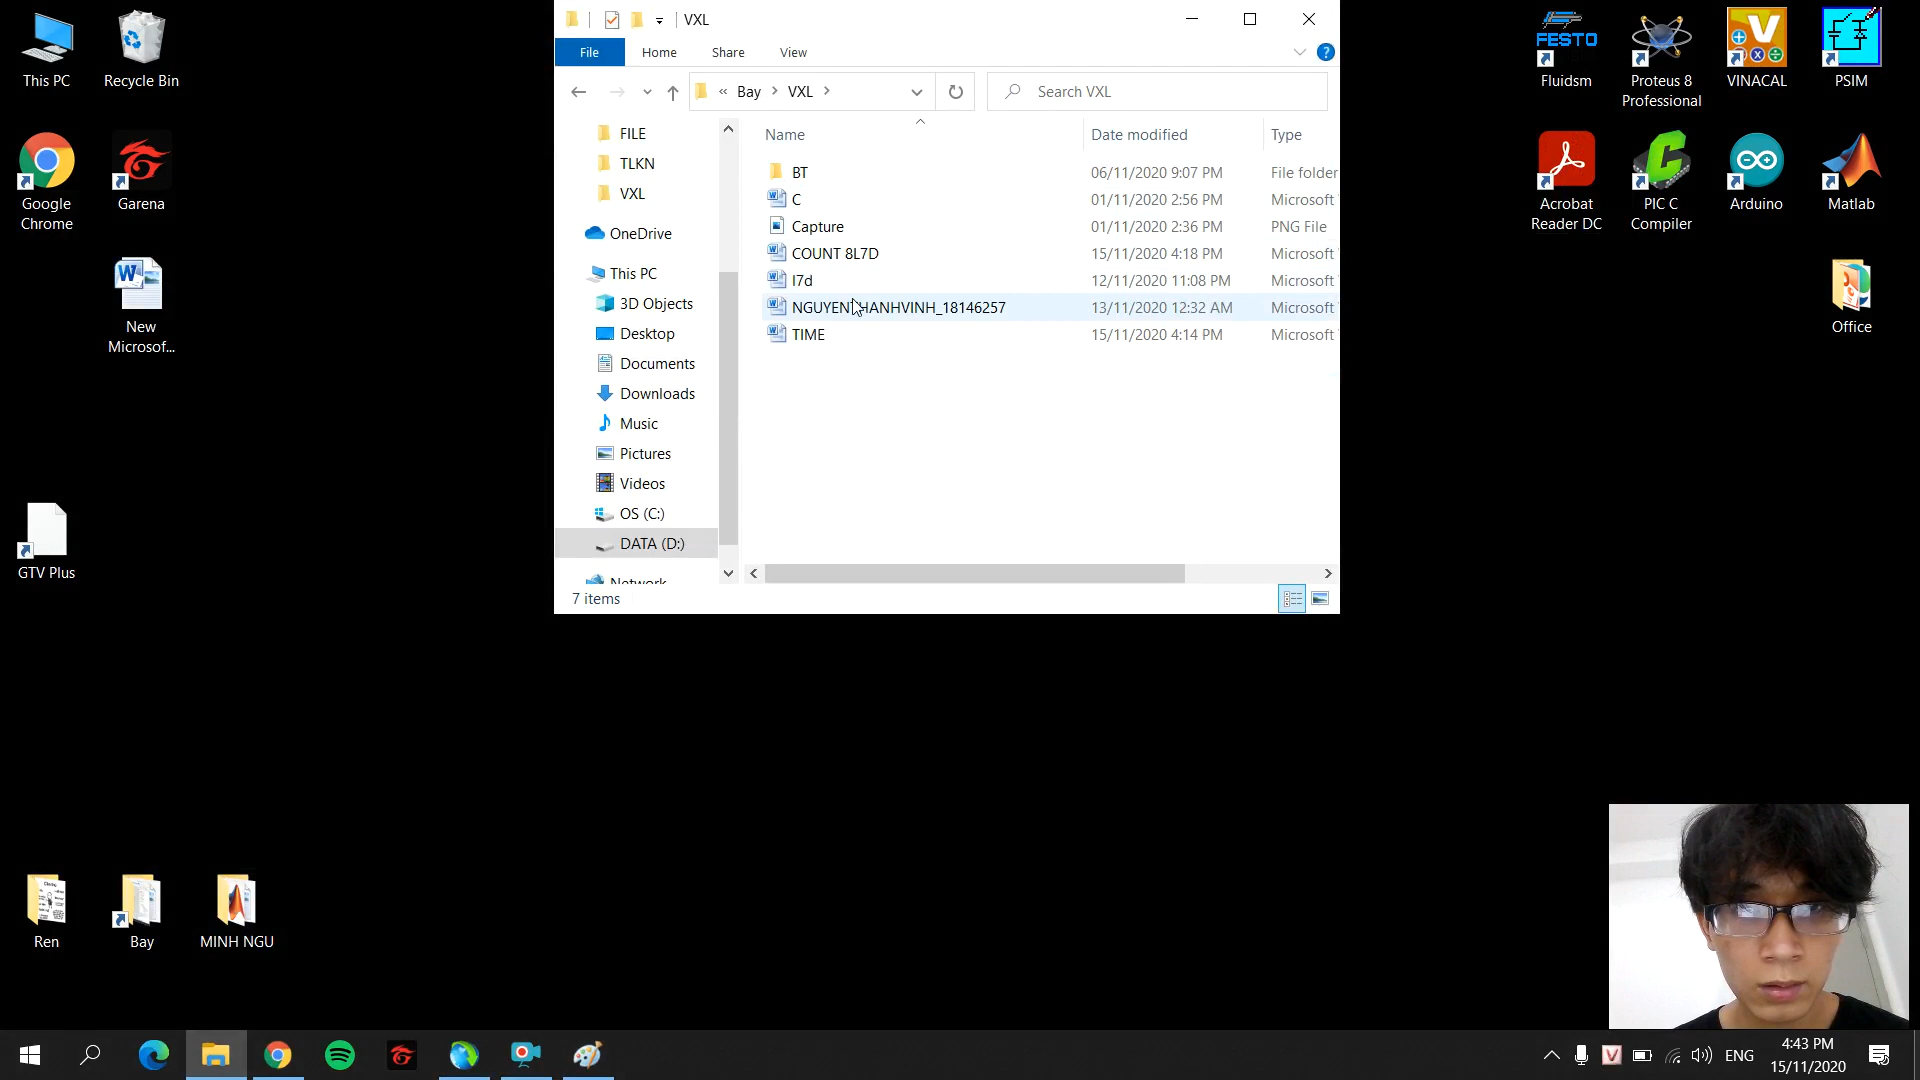 VXL
File Home Share View
Bay VXL
Search VXL
Name Date modified Type
BT 06/11/2020 9:07 PM File folder
C 01/11/2020 2:56 PM Microsoft
Capture 01/11/2020 2:36 PM PNG File
COUNT 8L7D 15/11/2020 4:18 PM Microsoft
I7d 12/11/2020 11:08 PM Microsoft
13/11/2020 12:32 AM Microsoft
TIME 15/11/2020 4:14 PM Microsoft
FILE
TLKN
VXL
OneDrive
This PC
3D Objects
Desktop
Documents
Downloads
Music
Pictures
Videos
OS (C:)
DATA (D:)
Network
7 items
This PC
Recycle Bin
Google
Chrome
Garena
New
Microsof...
GTV Plus
Ren
Bay
MINH NGU
FESTO
Fluidsm
Proteus 8
Professional
VINACAL
PSIM
Acrobat
Reader DC
PIC C
Compiler
Arduino
Matlab
Office
ENG
4:43 PM
15/11/2020